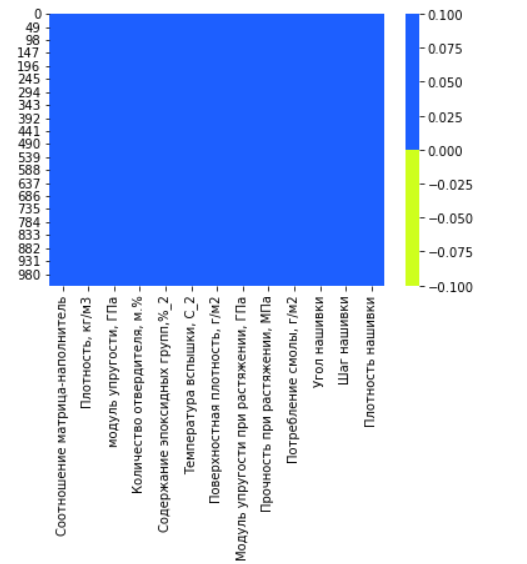 0
49
98
147
196
245
294
343
392
441
490
539
588
637
686
735
784
833
882
931
980
0.100
0.075
0.050
0.025
0.000
−0.025
−0.050
−0.075
−0.100
Соотношение матрица-наполнитель
Плотность, кг/м3
модуль упругости, ГПа
Количество отвердителя, м.%
Содержание эпоксидных групп,%_2
Температура вспышки, С_2
Поверхностная плотность, г/м2
Модуль упругости при растяжении, ГПа
Прочность при растяжении, МПа
Потребление смолы, г/м2
Угол нашивки
Шаг нашивки
Плотность нашивки